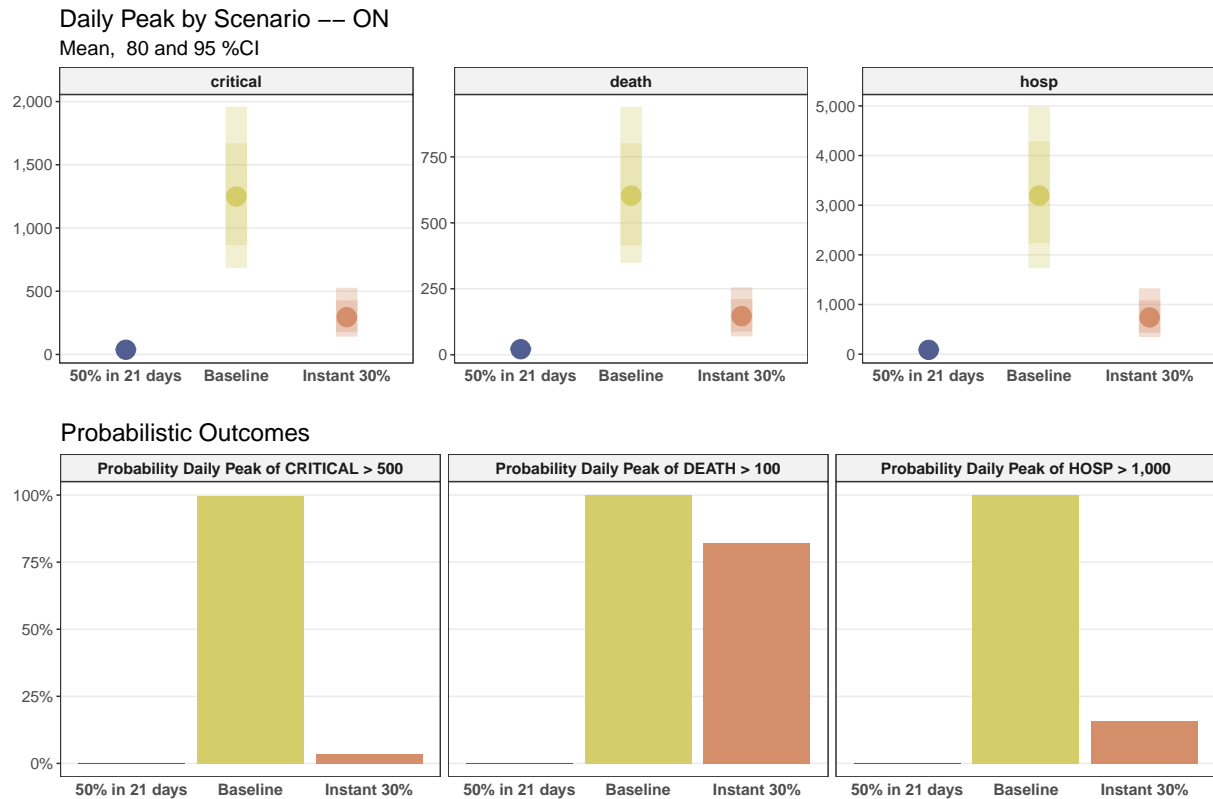 Daily Peak by Scenario −− ON
Mean,  80 and 95 %CI
critical
death
hosp
2,000
1,500
1,000
500
0
750
500
250
0
5,000
4,000
3,000
2,000
1,000
0
50% in 21 days Baseline Instant 30%
50% in 21 days Baseline Instant 30%
50% in 21 days Baseline Instant 30%
Probabilistic Outcomes
Probability Daily Peak of CRITICAL > 500
Probability Daily Peak of DEATH > 100
Probability Daily Peak of HOSP > 1,000
100%
75%
50%
25%
0%
50% in 21 days Baseline Instant 30%
50% in 21 days Baseline Instant 30%
50% in 21 days Baseline Instant 30%